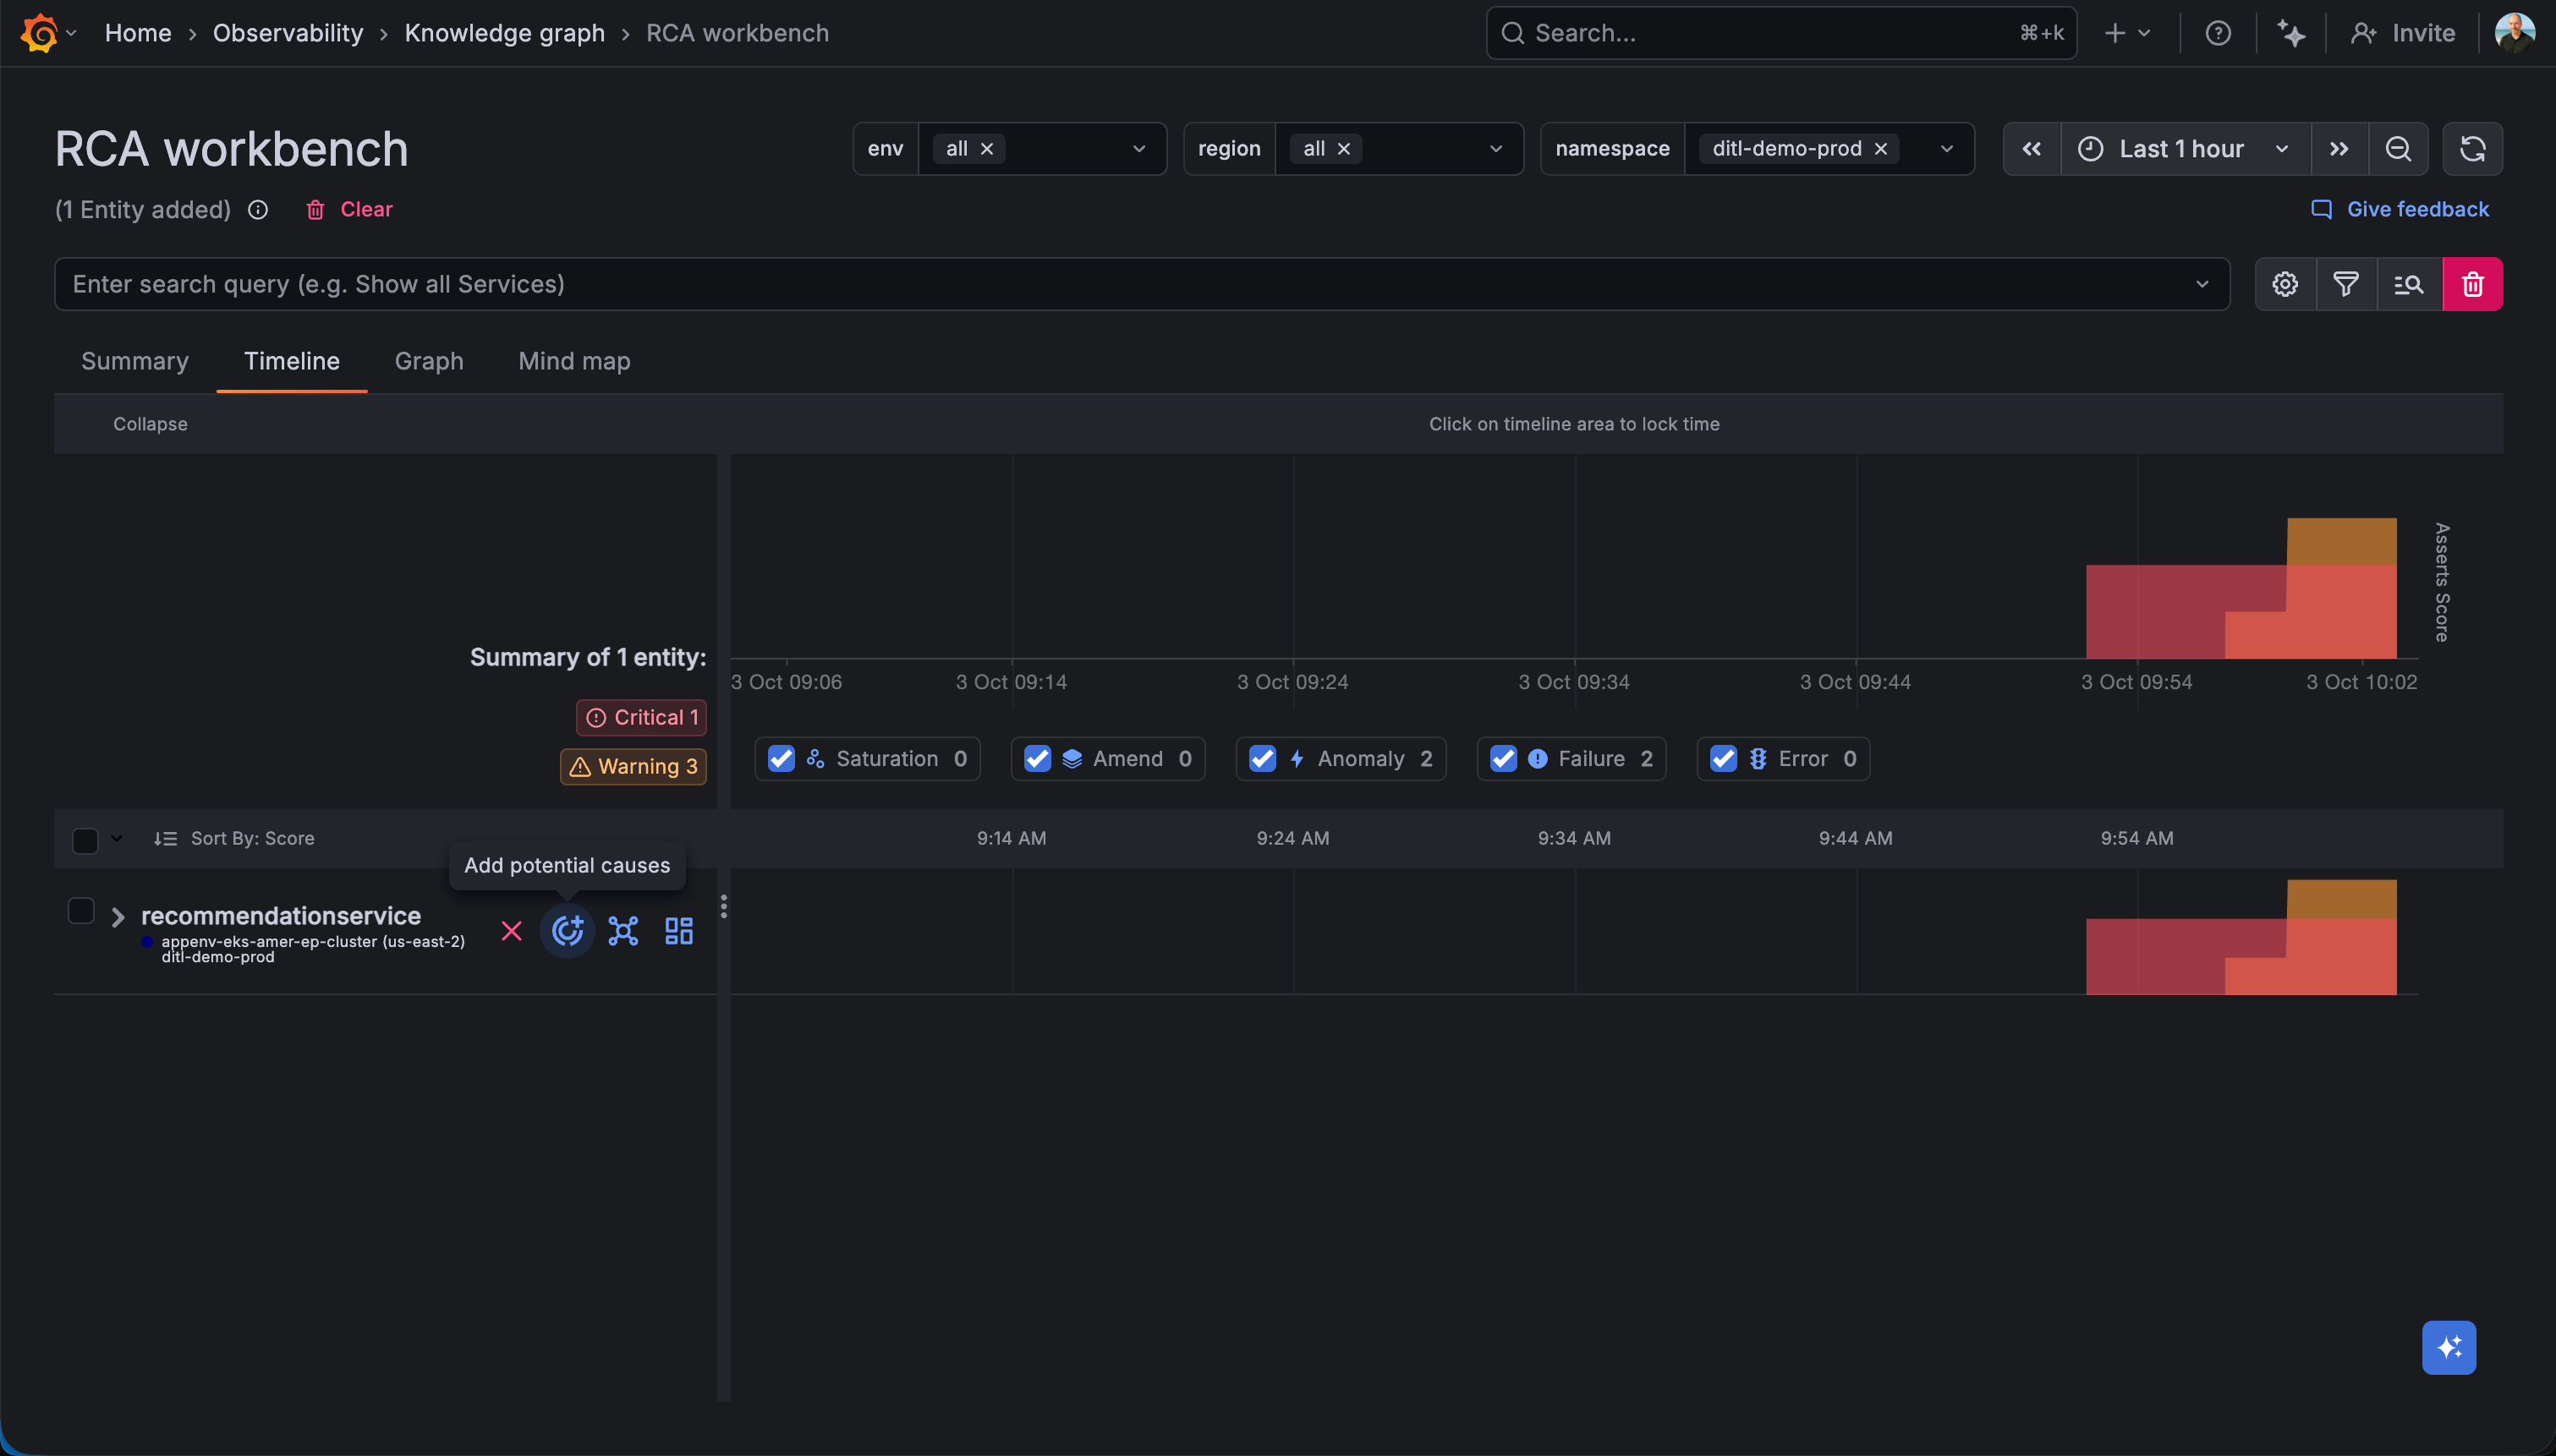 Home › Observability › Knowledge graph › RCA workbench
Search... ⌘+k
Invite
RCA workbench
env all
region all
namespace ditl-demo-prod
Last 1 hour
(1 Entity added) Clear
Give feedback
Enter search query (e.g. Show all Services)
Summary Timeline Graph Mind map
Collapse
Click on timeline area to lock time
Asserts Score
Summary of 1 entity:
3 Oct 09:06 3 Oct 09:14 3 Oct 09:24 3 Oct 09:34 3 Oct 09:44 3 Oct 09:54 3 Oct 10:02
Critical 1
Warning 3
Saturation 0 Amend 0 Anomaly 2 Failure 2 Error 0
Sort By: Score
9:14 AM 9:24 AM 9:34 AM 9:44 AM 9:54 AM
Add potential causes
recommendationservice
appenv-eks-amer-ep-cluster (us-east-2)
ditl-demo-prod